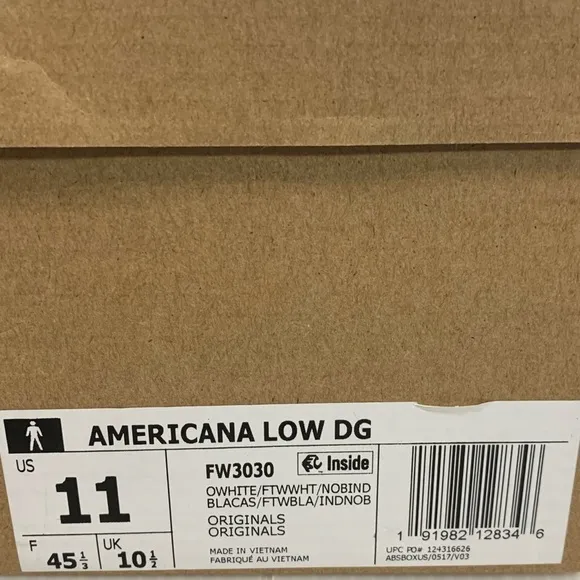 AMERICANA LOW DG
US
11
F
45 1/3
UK
10 1/2
FW3030
Inside
OWHITE/FTWWHT/NOBIND
BLACAS/FTWBLA/INDNOB
ORIGINALS
ORIGINALS
MADE IN VIETNAM
FABRIQUÉ AU VIETNAM
1 91982 12834 6
UPC PO# 124316626
ABSBOXUS/0517/V03